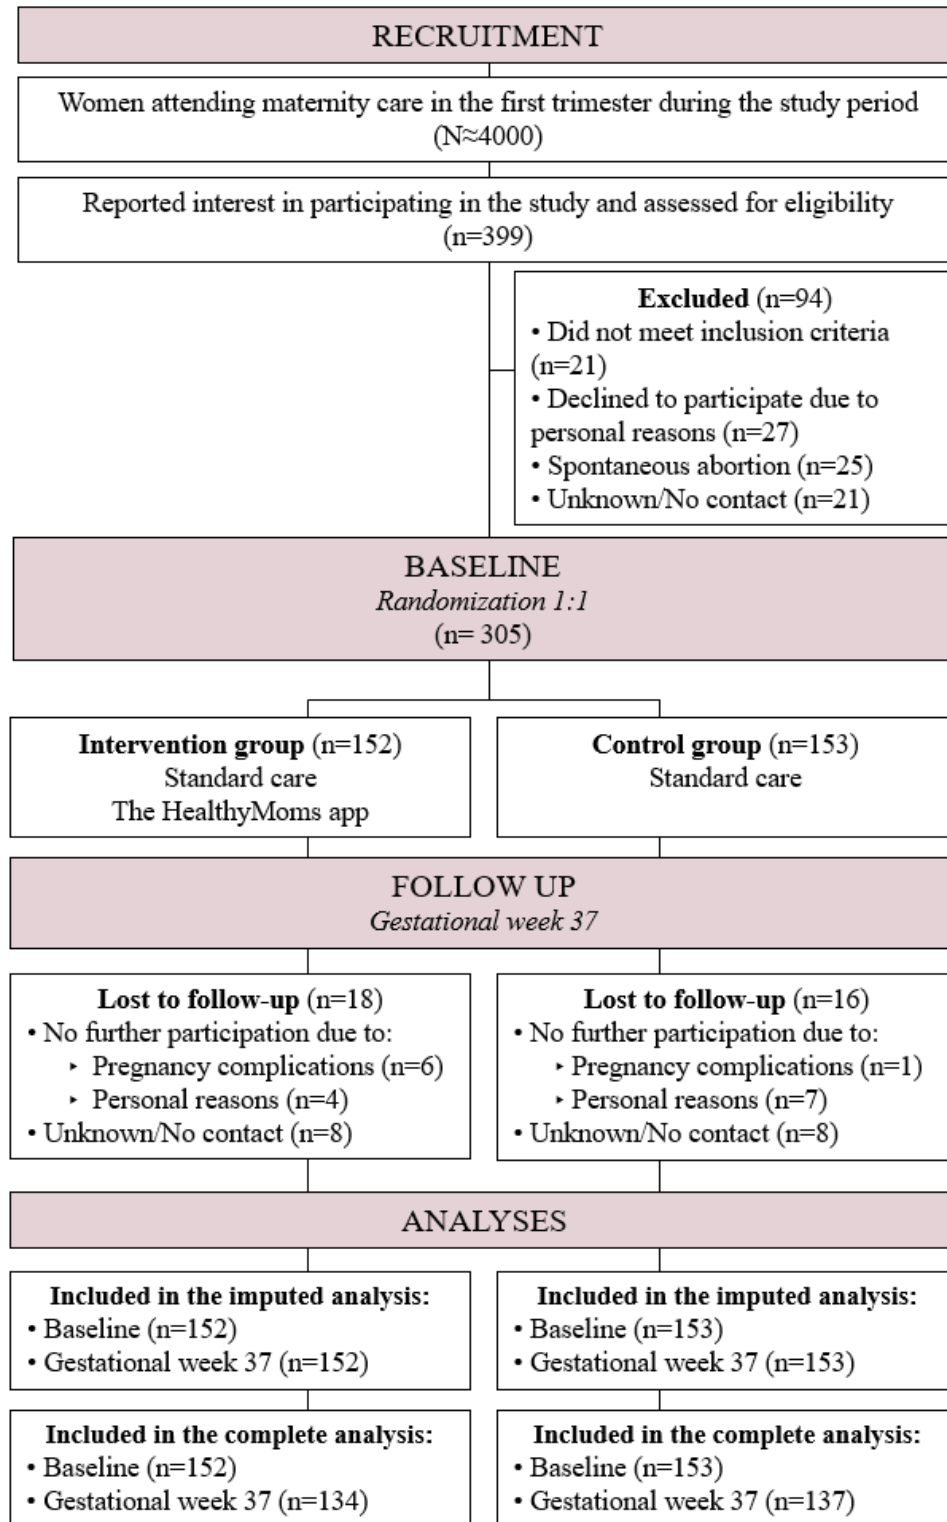 RECRUITMENT
Women attending maternity care in the first trimester during the study period
(N≈4000)
Reported interest in participating in the study and assessed for eligibility
(n=399)
Excluded (n=94)
• Did not meet inclusion criteria
(n=21)
• Declined to participate due to
personal reasons (n=27)
• Spontaneous abortion (n=25)
• Unknown/No contact (n=21)
BASELINE
Randomization 1:1
(n= 305)
Intervention group (n=152)
Standard care
The HealthyMoms app
Control group (n=153)
Standard care
FOLLOW UP
Gestational week 37
Lost to follow-up (n=18)
• No further participation due to:
‣ Pregnancy complications (n=6)
‣ Personal reasons (n=4)
• Unknown/No contact (n=8)
Lost to follow-up (n=16)
• No further participation due to:
‣ Pregnancy complications (n=1)
‣ Personal reasons (n=7)
• Unknown/No contact (n=8)
ANALYSES
Included in the imputed analysis:
• Baseline (n=152)
• Gestational week 37 (n=152)
Included in the imputed analysis:
• Baseline (n=153)
• Gestational week 37 (n=153)
Included in the complete analysis:
• Baseline (n=152)
• Gestational week 37 (n=134)
Included in the complete analysis:
• Baseline (n=153)
• Gestational week 37 (n=137)